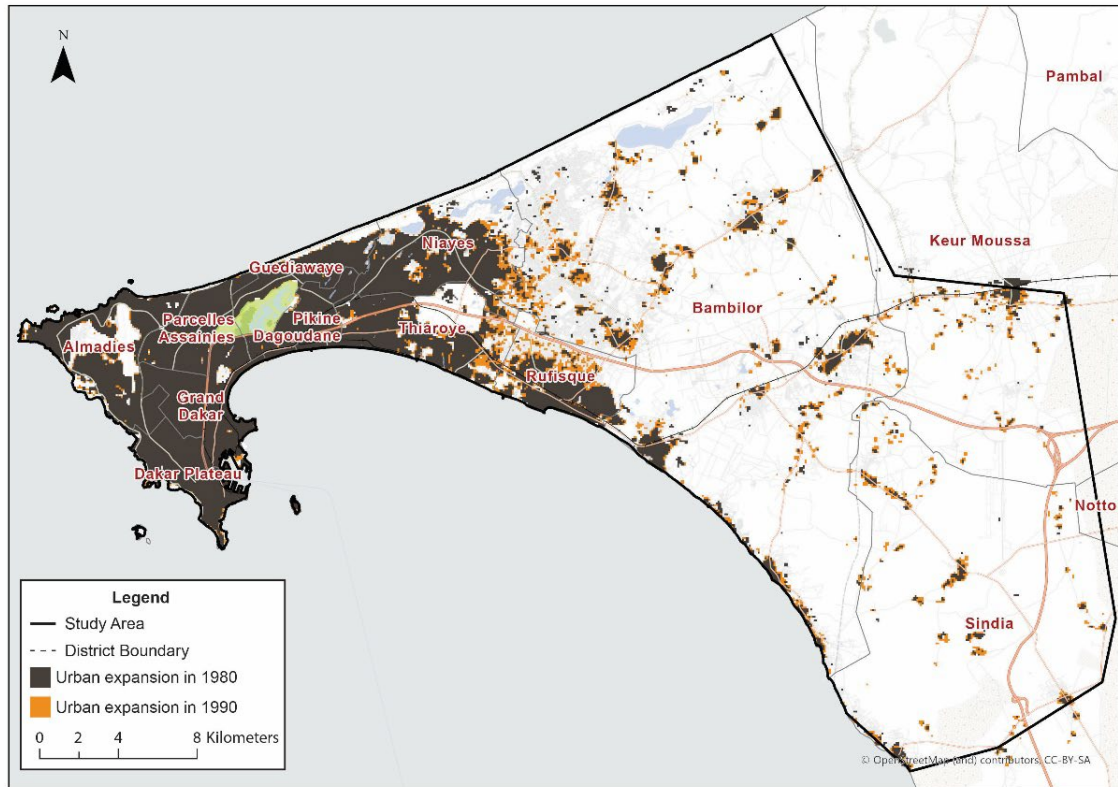 N
Pambal
Keur Moussa
Niayes
Guediawaye
Bambilor
Parcelles
Assainies
Pikine
Dagoudane
Thiaroye
Almadies
Rufisque
Grand
Dakar
Dakar Plateau
Notto
Sindia
Legend
Study Area
District Boundary
Urban expansion in 1980
Urban expansion in 1990
0 2 4 8 Kilometers
© OpenStreetMap (and) contributors, CC-BY-SA